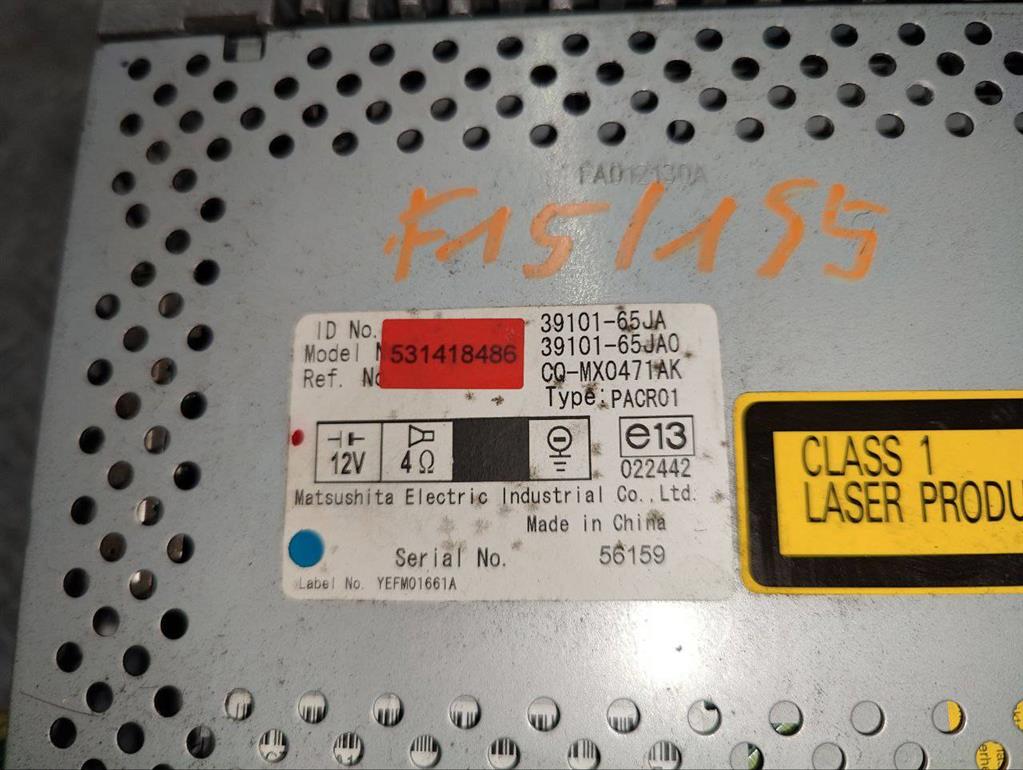 F15/155
ID No. 39101-65JA
Model 531418486 39101-65JA0
Ref. No CQ-MX0471AK
Type: PACR01
12V 4Ω e13
022442
Matsushita Electric Industrial Co., Ltd.
Made in China
Serial No. 56159
Label No. YEFM01661A
CLASS 1
LASER PRODU